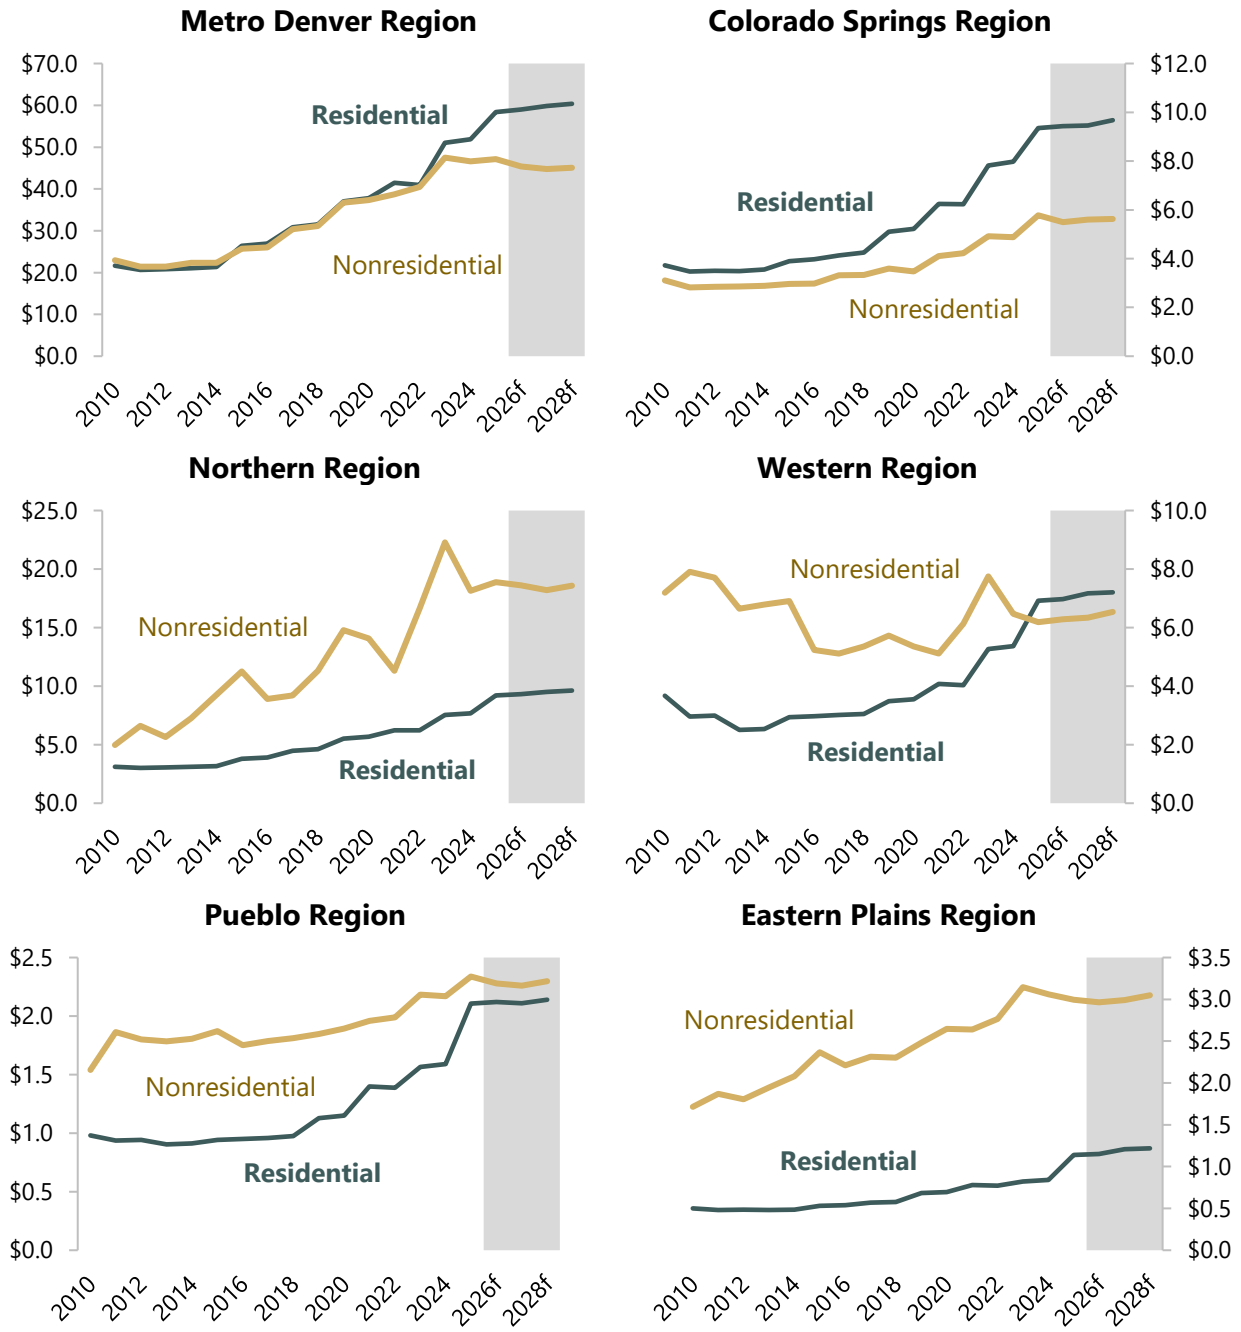 Metro Denver Region
$70.0
$60.0
$50.0
$40.0
$30.0
$20.0
$10.0
$0.0
Residential
Nonresidential
2010 2012 2014 2016 2018 2020 2022 2024 2026f 2028f
Colorado Springs Region
$12.0
$10.0
$8.0
$6.0
$4.0
$2.0
$0.0
Residential
Nonresidential
2010 2012 2014 2016 2018 2020 2022 2024 2026f 2028f
Northern Region
$25.0
$20.0
$15.0
$10.0
$5.0
$0.0
Nonresidential
Residential
2010 2012 2014 2016 2018 2020 2022 2024 2026f 2028f
Western Region
$10.0
$8.0
$6.0
$4.0
$2.0
$0.0
Nonresidential
Residential
2010 2012 2014 2016 2018 2020 2022 2024 2026f 2028f
Pueblo Region
$2.5
$2.0
$1.5
$1.0
$0.5
$0.0
Nonresidential
Residential
2010 2012 2014 2016 2018 2020 2022 2024 2026f 2028f
Eastern Plains Region
$3.5
$3.0
$2.5
$2.0
$1.5
$1.0
$0.5
$0.0
Nonresidential
Residential
2010 2012 2014 2016 2018 2020 2022 2024 2026f 2028f